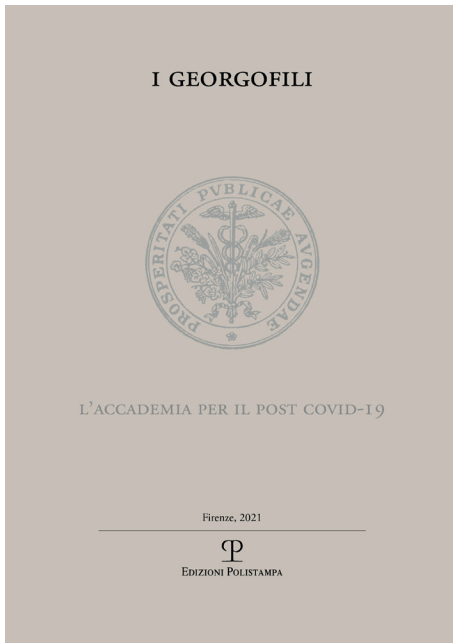 I GEORGOFILI
PROSPERITATI PVBLICAE AVGENDAE
L'ACCADEMIA PER IL POST COVID-19
Firenze, 2021
P
EDIZIONI POLISTAMPA